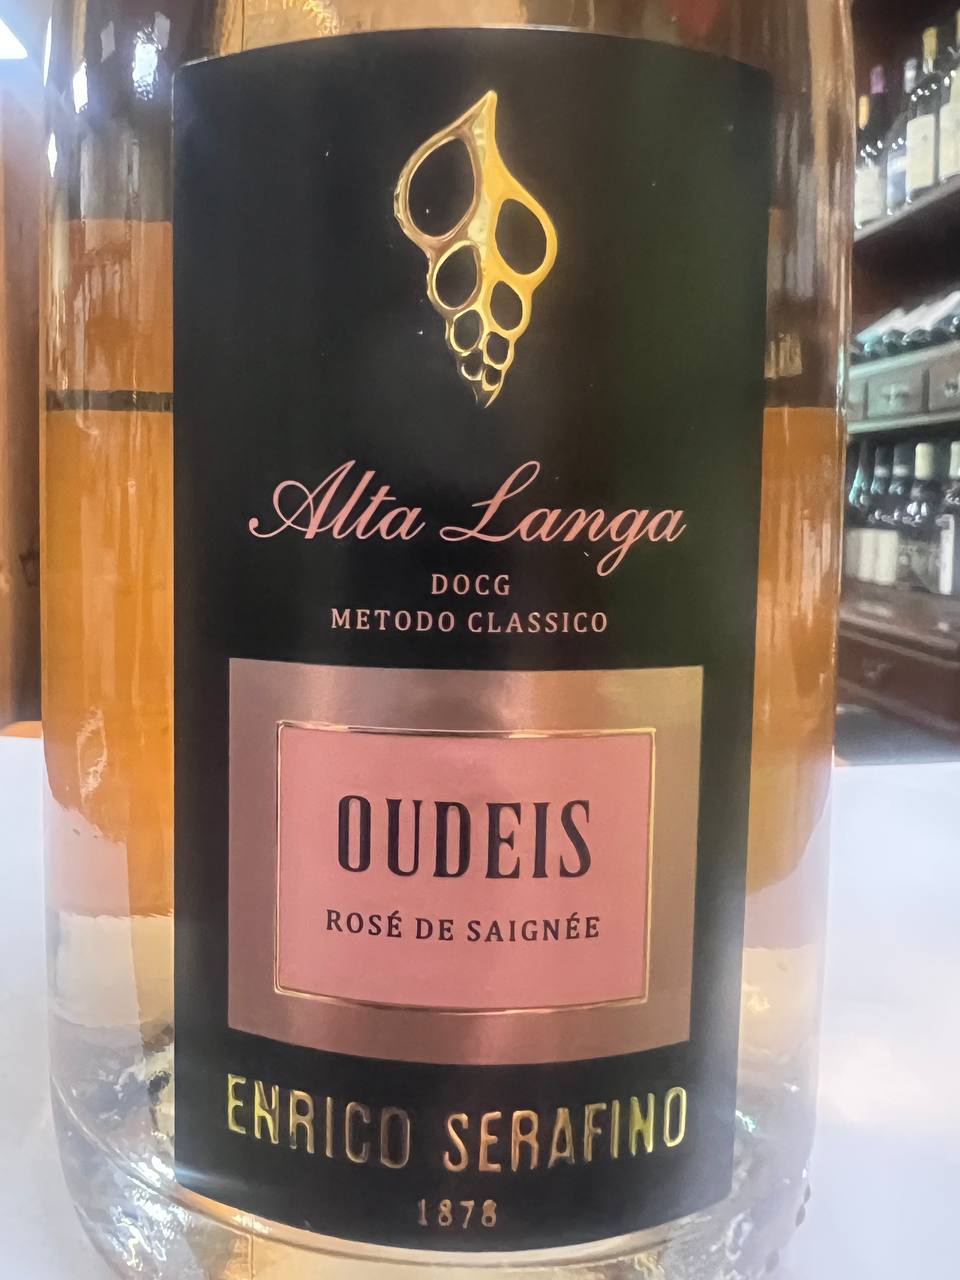 Alta Langa
DOCG
METODO CLASSICO
OUDEIS
ROSÉ DE SAIGNÉE
ENRICO SERAFINO
1878